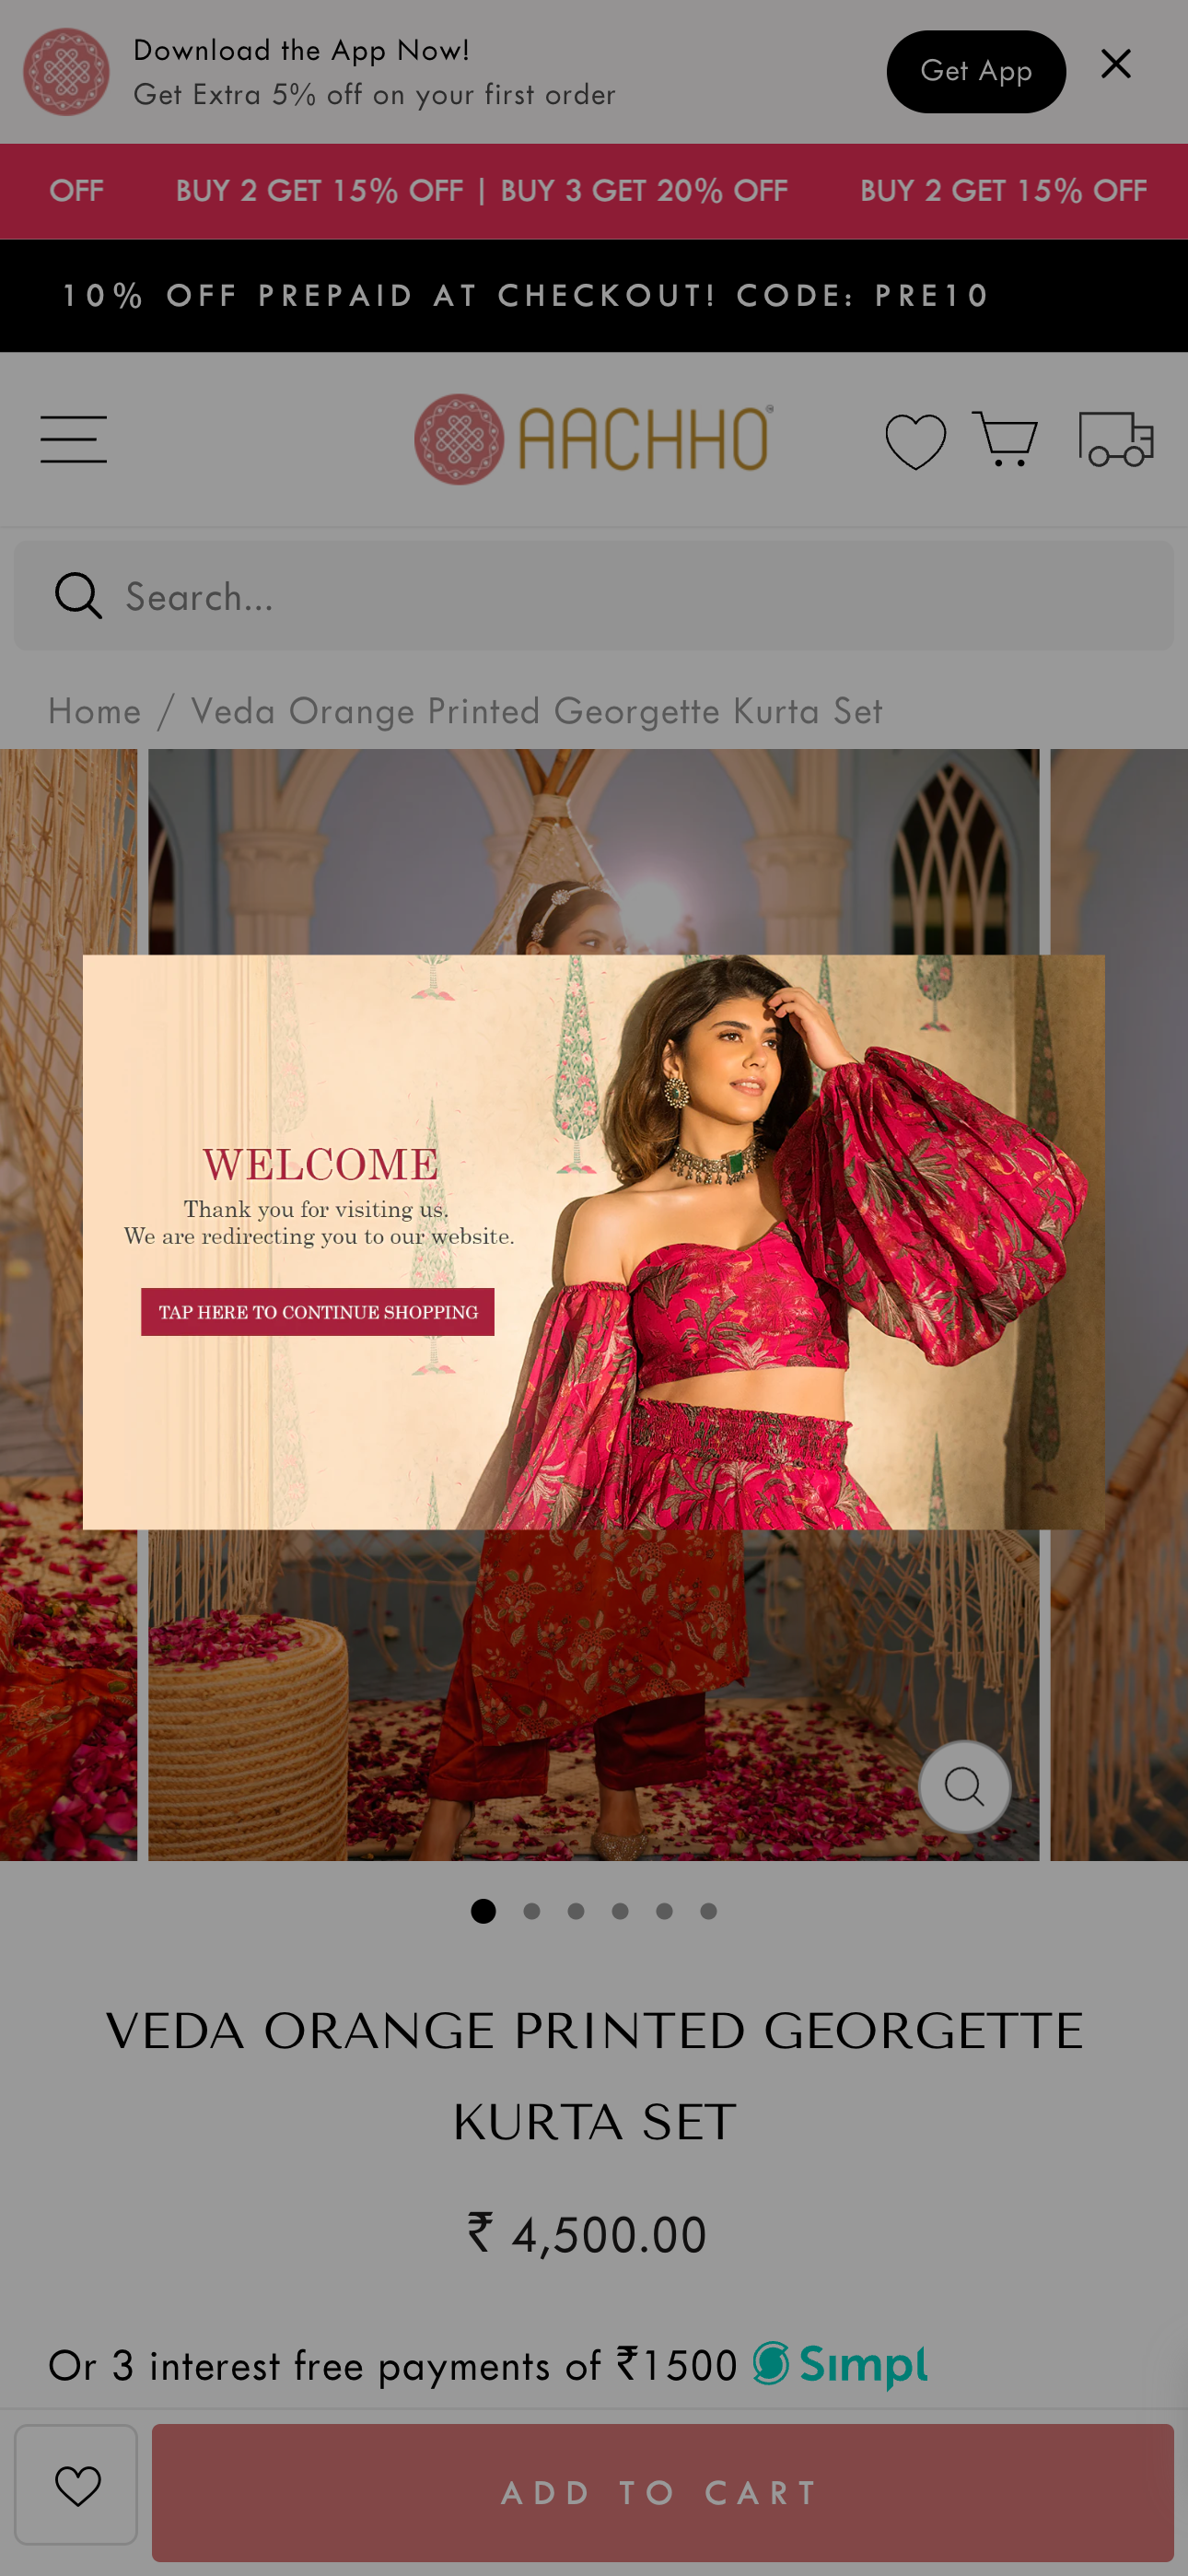 Download the App Now!
Get Extra 5% off on your first order
Get App
OFF BUY 2 GET 15% OFF | BUY 3 GET 20% OFF BUY 2 GET 15% OFF
10% OFF PREPAID AT CHECKOUT! CODE: PRE10
AACHHO
Search...
Home / Veda Orange Printed Georgette Kurta Set
WELCOME
Thank you for visiting us.
We are redirecting you to our website.
TAP HERE TO CONTINUE SHOPPING
VEDA ORANGE PRINTED GEORGETTE
KURTA SET
₹ 4,500.00
Or 3 interest free payments of ₹1500 Simpl
ADD TO CART